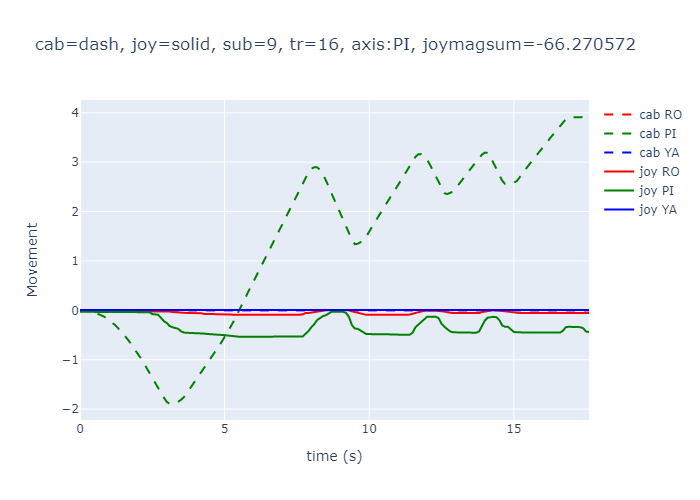 cab=dash, joy=solid, sub=9, tr=16, axis:PI, joymagsum=-66.270572
Movement
4
3
2
1
0
−1
−2
0
5
10
15
time (s)
cab RO
cab PI
cab YA
joy RO
joy PI
joy YA